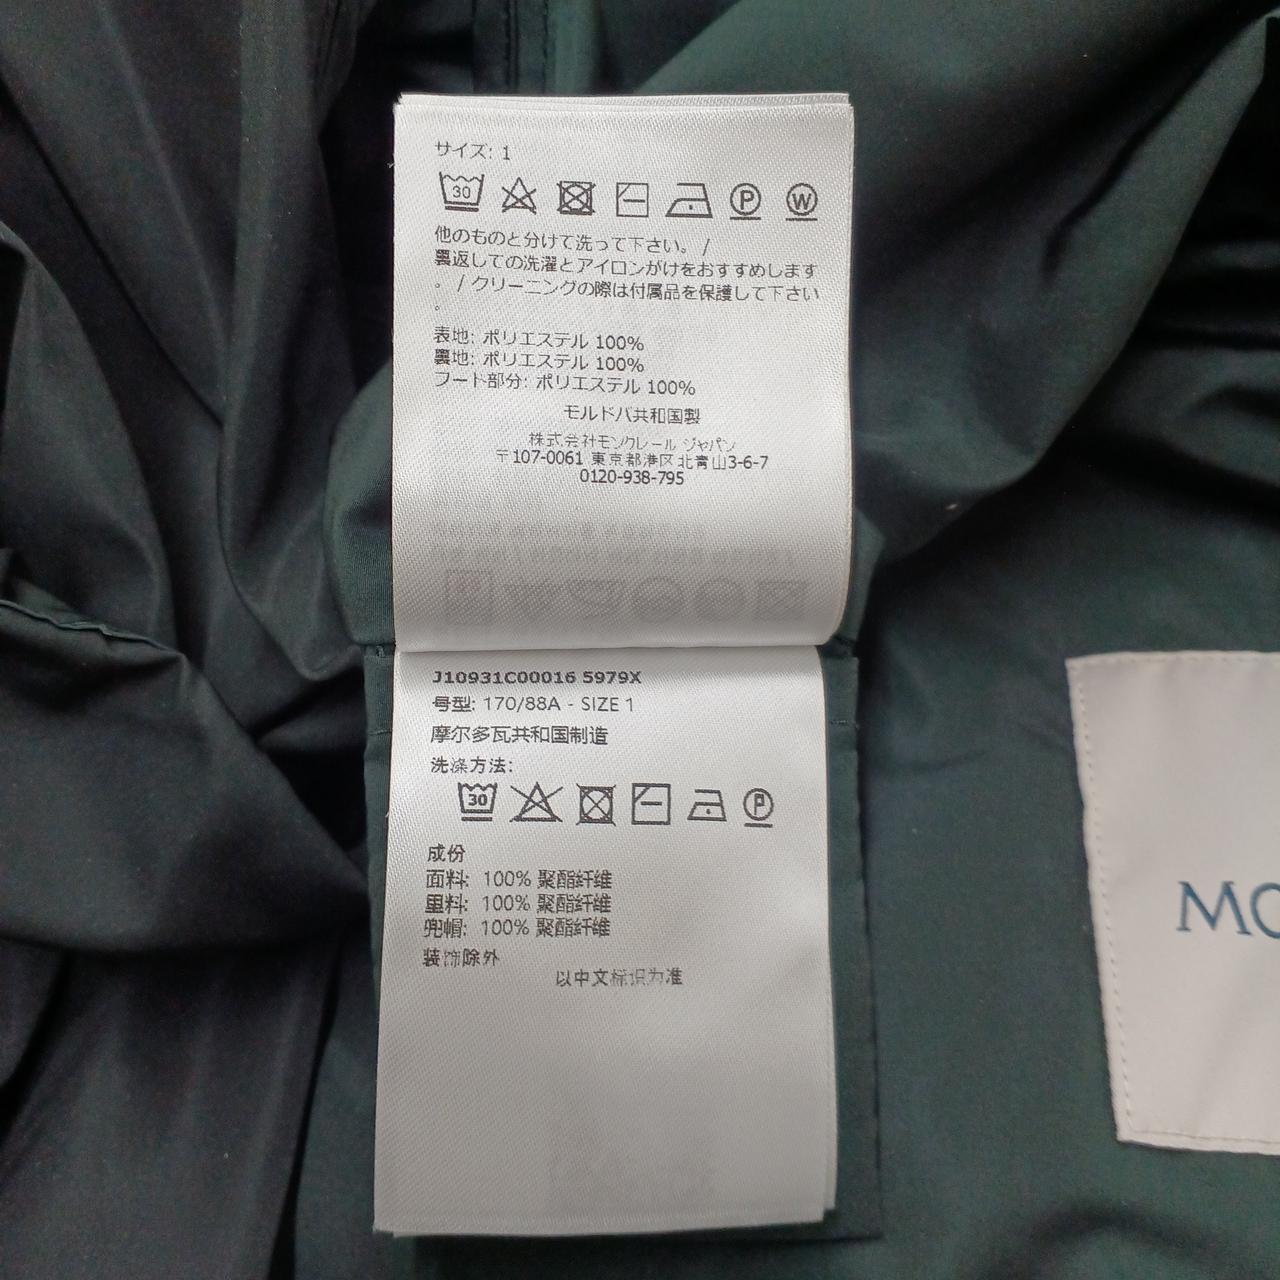 サイズ: 1
30
P
W
他のものと分けて洗って下さい。 /
裏返しての洗濯とアイロンがけをおすすめします
。 / クリーニングの際は付属品を保護して下さい
。
表地: ポリエステル 100%
裏地: ポリエステル 100%
フード部分: ポリエステル 100%
モルドバ共和国製
株式会社モンクレール ジャパン
〒107-0061 東京都港区北青山3-6-7
0120-938-795
J10931C00016 5979X
号型: 170/88A - SIZE 1
摩尔多瓦共和国制造
洗涤方法:
30
P
成份
面料: 100% 聚酯纤维
里料: 100% 聚酯纤维
兜帽: 100% 聚酯纤维
装饰除外
以中文标识为准
MO